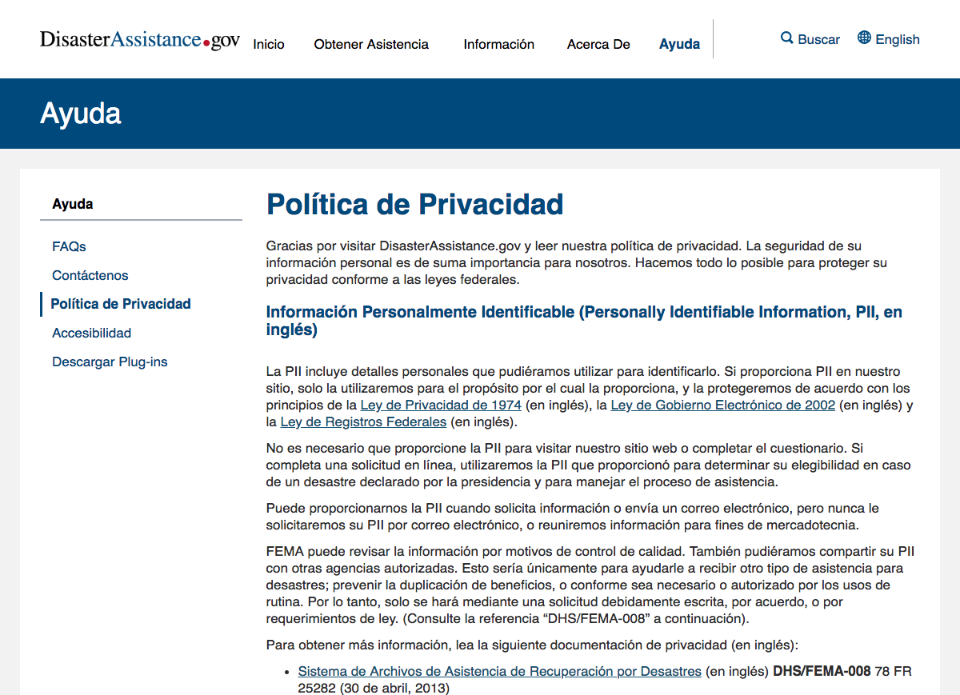 DisasterAssistance.gov
Inicio
Obtener Asistencia
Información
Acerca De
Ayuda
Buscar
English
Ayuda
Ayuda
FAQs
Contáctenos
Política de Privacidad
Accesibilidad
Descargar Plug-ins
Política de Privacidad
Gracias por visitar DisasterAssistance.gov y leer nuestra política de privacidad. La seguridad de su
información personal es de suma importancia para nosotros. Hacemos todo lo posible para proteger su
privacidad conforme a las leyes federales.
Información Personalmente Identificable (Personally Identifiable Information, PII, en
inglés)
La PII incluye detalles personales que pudiéramos utilizar para identificarlo. Si proporciona PII en nuestro
sitio, solo la utilizaremos para el propósito por el cual la proporciona, y la protegeremos de acuerdo con los
principios de la Ley de Privacidad de 1974 (en inglés), la Ley de Gobierno Electrónico de 2002 (en inglés) y
la Ley de Registros Federales (en inglés).
No es necesario que proporcione la PII para visitar nuestro sitio web o completar el cuestionario. Si
completa una solicitud en línea, utilizaremos la PII que proporcionó para determinar su elegibilidad en caso
de un desastre declarado por la presidencia y para manejar el proceso de asistencia.
Puede proporcionarnos la PII cuando solicita información o envía un correo electrónico, pero nunca le
solicitaremos su PII por correo electrónico, o reuniremos información para fines de mercadotecnia.
FEMA puede revisar la información por motivos de control de calidad. También pudiéramos compartir su PII
con otras agencias autorizadas. Esto sería únicamente para ayudarle a recibir otro tipo de asistencia para
desastres; prevenir la duplicación de beneficios, o conforme sea necesario o autorizado por los usos de
rutina. Por lo tanto, solo se hará mediante una solicitud debidamente escrita, por acuerdo, o por
requerimientos de ley. (Consulte la referencia “DHS/FEMA-008” a continuación).
Para obtener más información, lea la siguiente documentación de privacidad (en inglés):
• Sistema de Archivos de Asistencia de Recuperación por Desastres (en inglés) DHS/FEMA-008 78 FR
25282 (30 de abril, 2013)